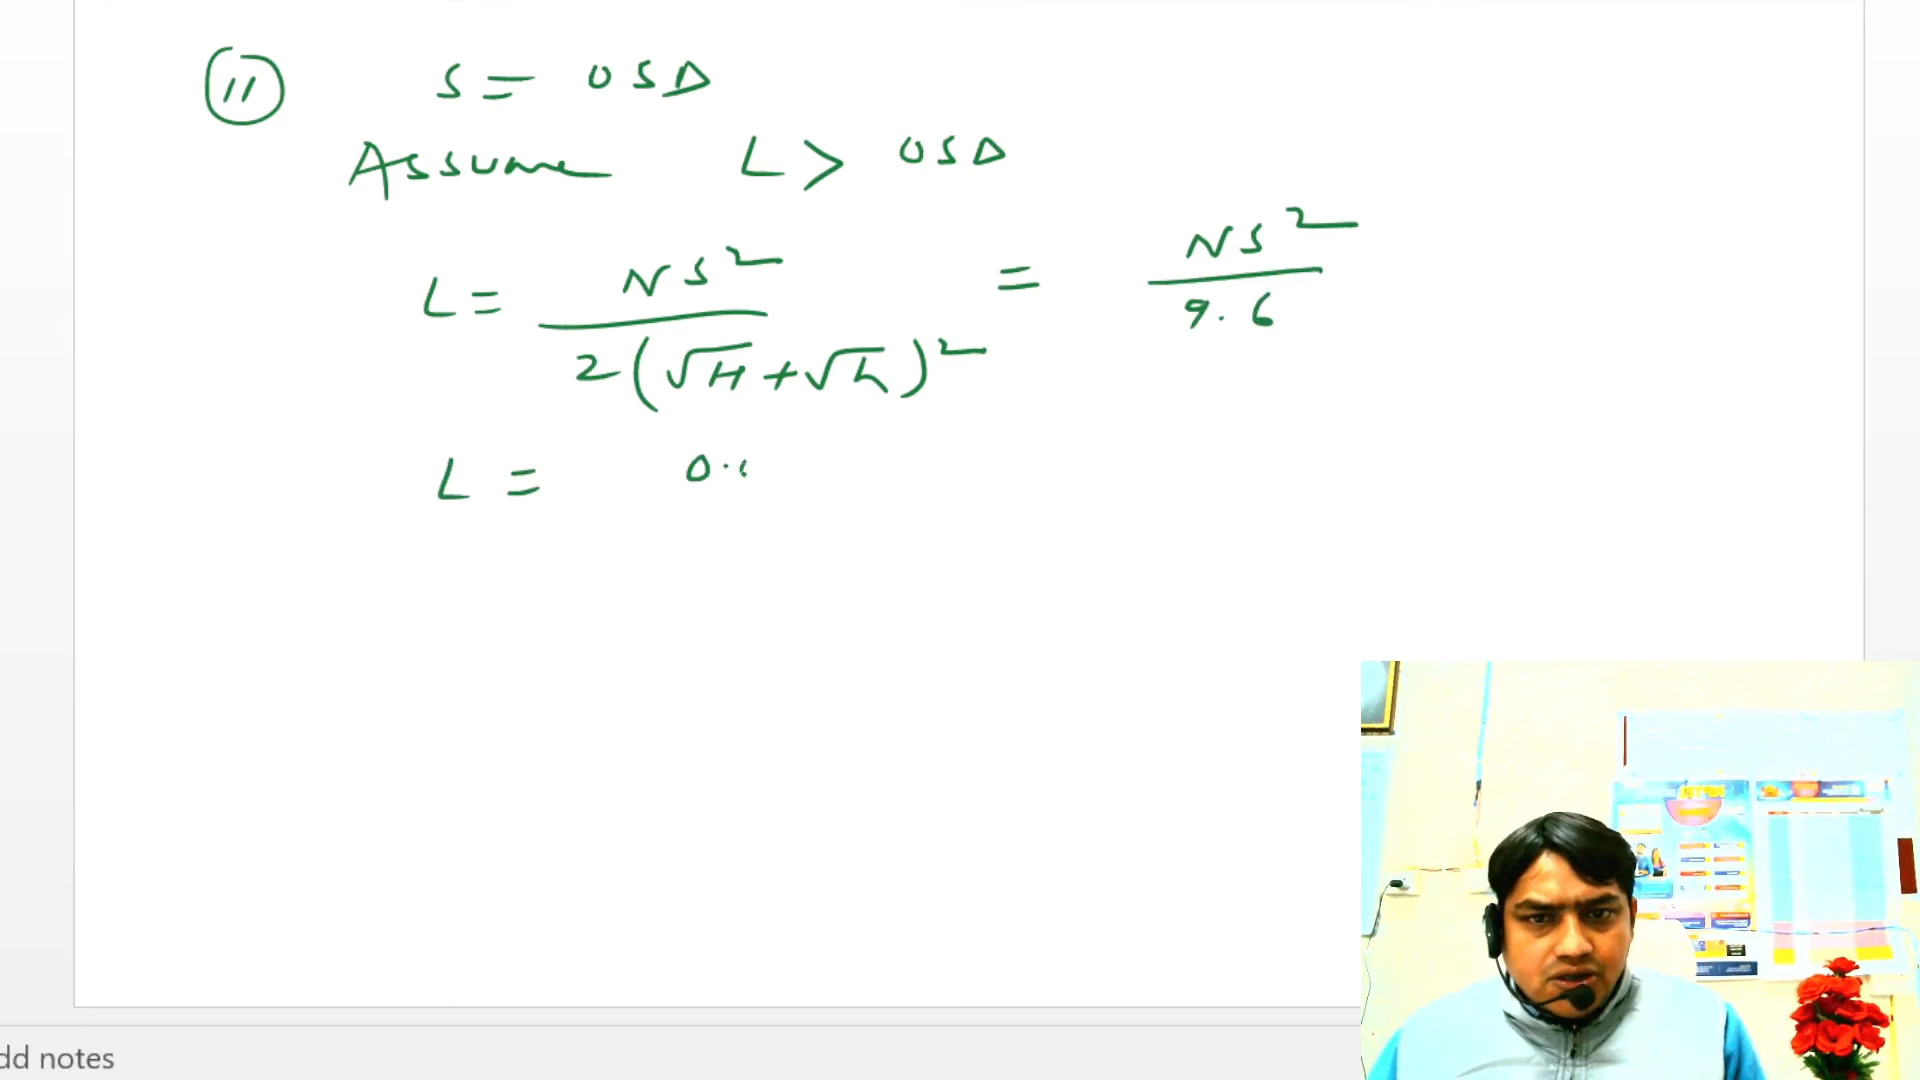 (11) S = OSD
Assume L > OSD
L = NS² / 2(√H + √h)² = NS² / 9.6
L = 0.
dd notes